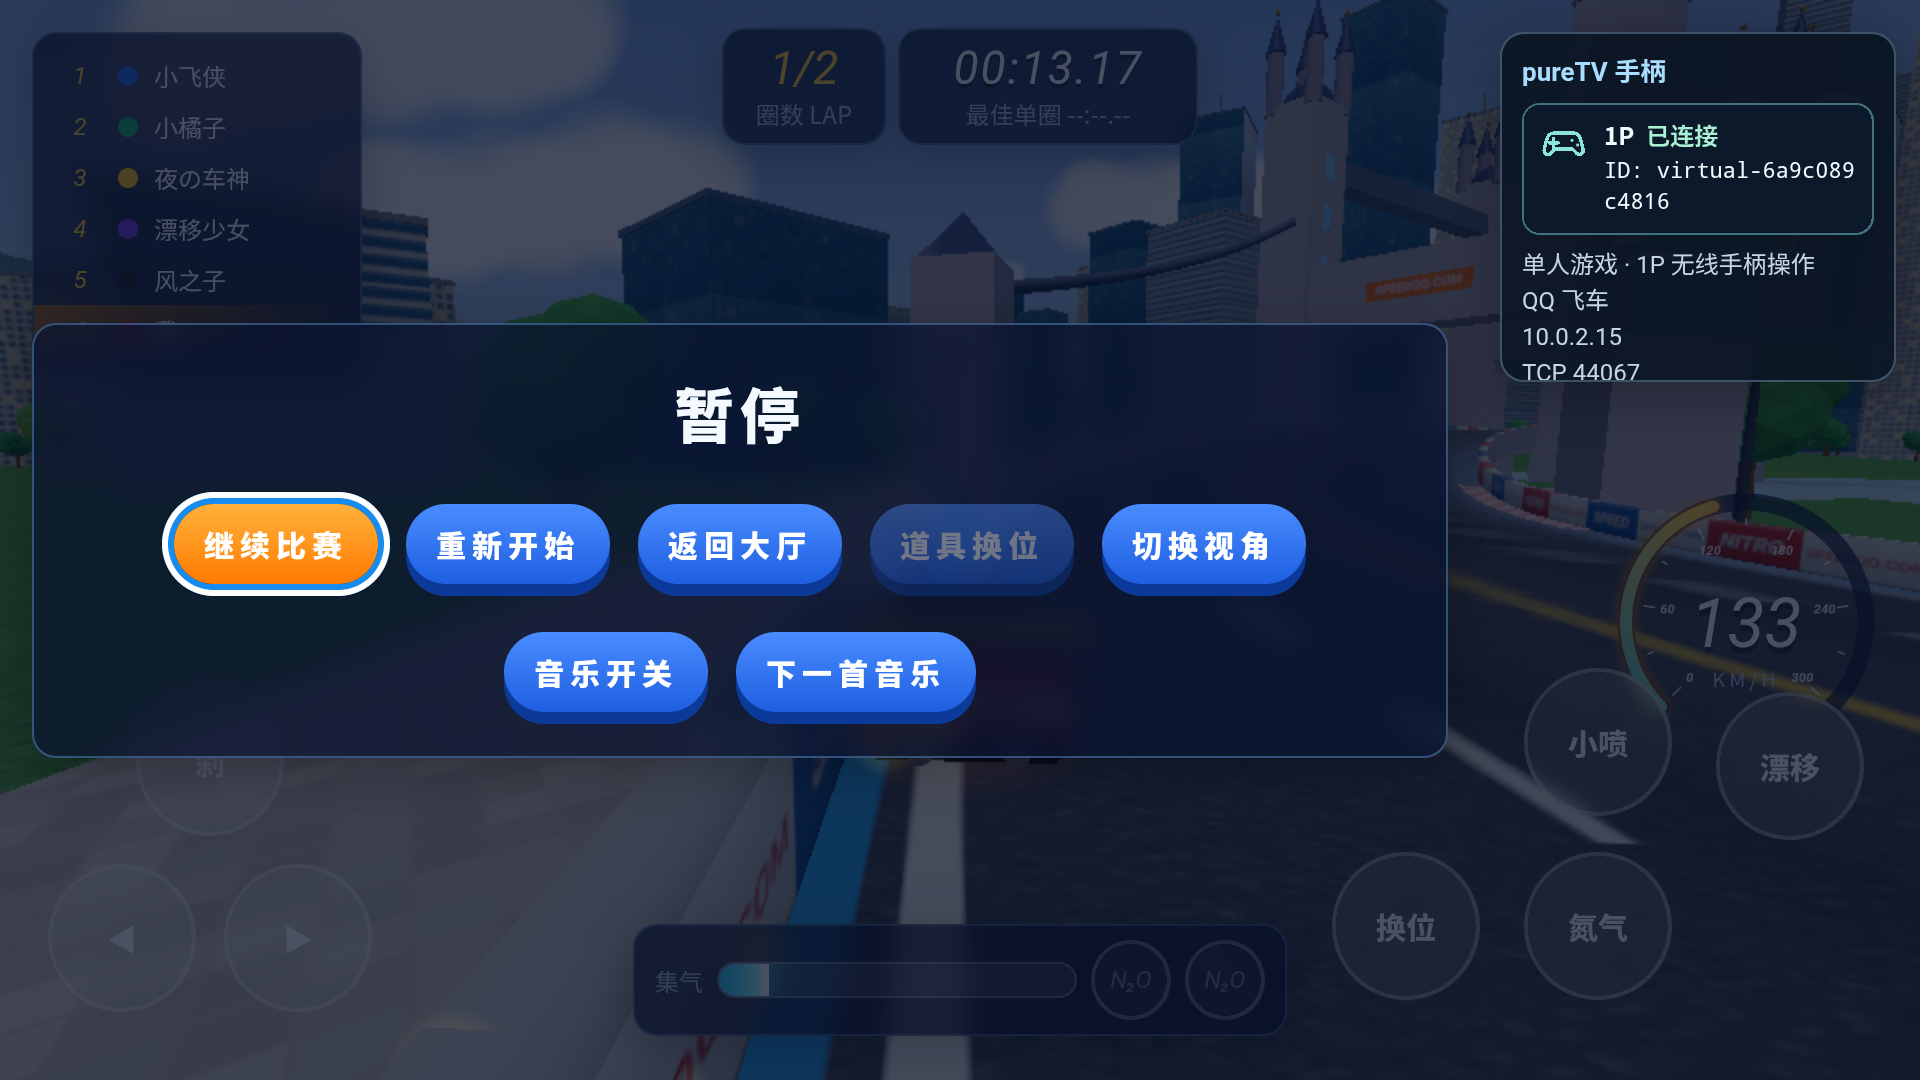 1 小飞侠
2 小橘子
3 夜の车神
4 漂移少女
5 风之子
1/2
圈数 LAP
00:13.17
最佳单圈 --:--.--
pureTV 手柄
1P 已连接
ID: virtual-6a9c089
c4816
单人游戏 · 1P 无线手柄操作
QQ 飞车
10.0.2.15
TCP 44067
SPEEDQQ.COM
暂停
继续比赛
重新开始
返回大厅
道具换位
切换视角
音乐开关
下一首音乐
SPEED
NITRO
120
180
60
240
133
0
KM/H
300
刹
小喷
漂移
◀
▶
换位
氮气
集气
N₂O
N₂O